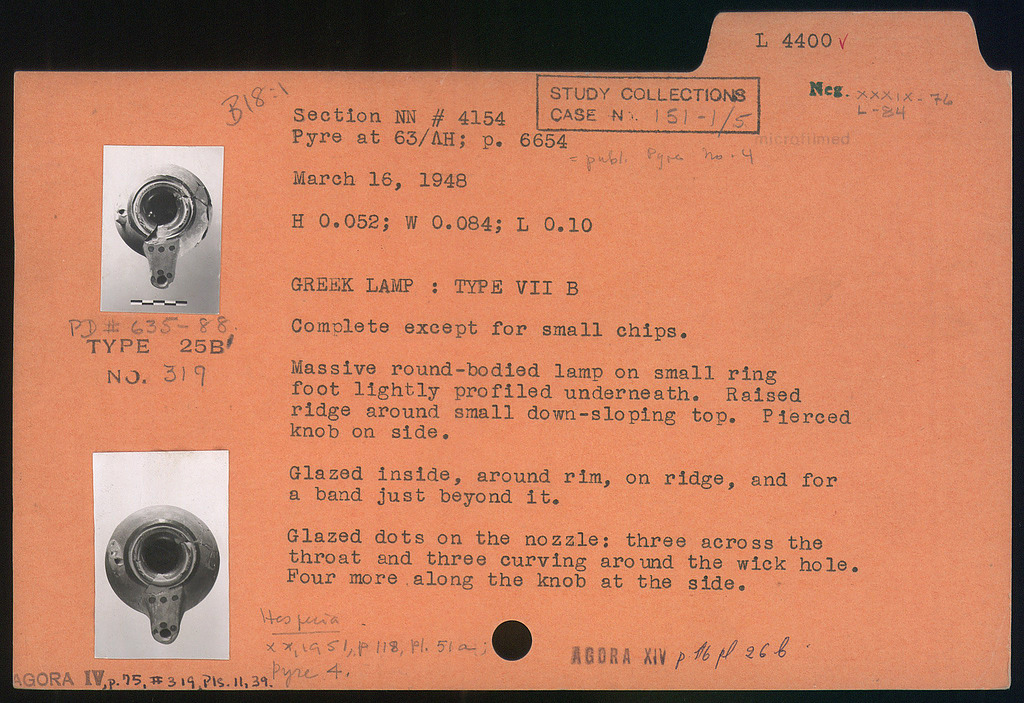 L 4400 ✓
B18:1
STUDY COLLECTIONS
CASE No. 151-1/5
Neg. XXXIX-76
L-84
microfilmed
Section NN # 4154
Pyre at 63/AH; p. 6654
= publ. Pyre no. 4
March 16, 1948
H 0.052; W 0.084; L 0.10
GREEK LAMP : TYPE VII B
Complete except for small chips.
PD# 635-88
TYPE 25B'
NO. 319
Massive round-bodied lamp on small ring
foot lightly profiled underneath. Raised
ridge around small down-sloping top. Pierced
knob on side.
Glazed inside, around rim, on ridge, and for
a band just beyond it.
Glazed dots on the nozzle: three across the
throat and three curving around the wick hole.
Four more along the knob at the side.
Hesperia
XX, 1951, p 118, pl. 51a;
Pyre 4.
AGORA XIV p 16 pl 26 b
AGORA IV, p. 75, #319, Pls. 11, 39.